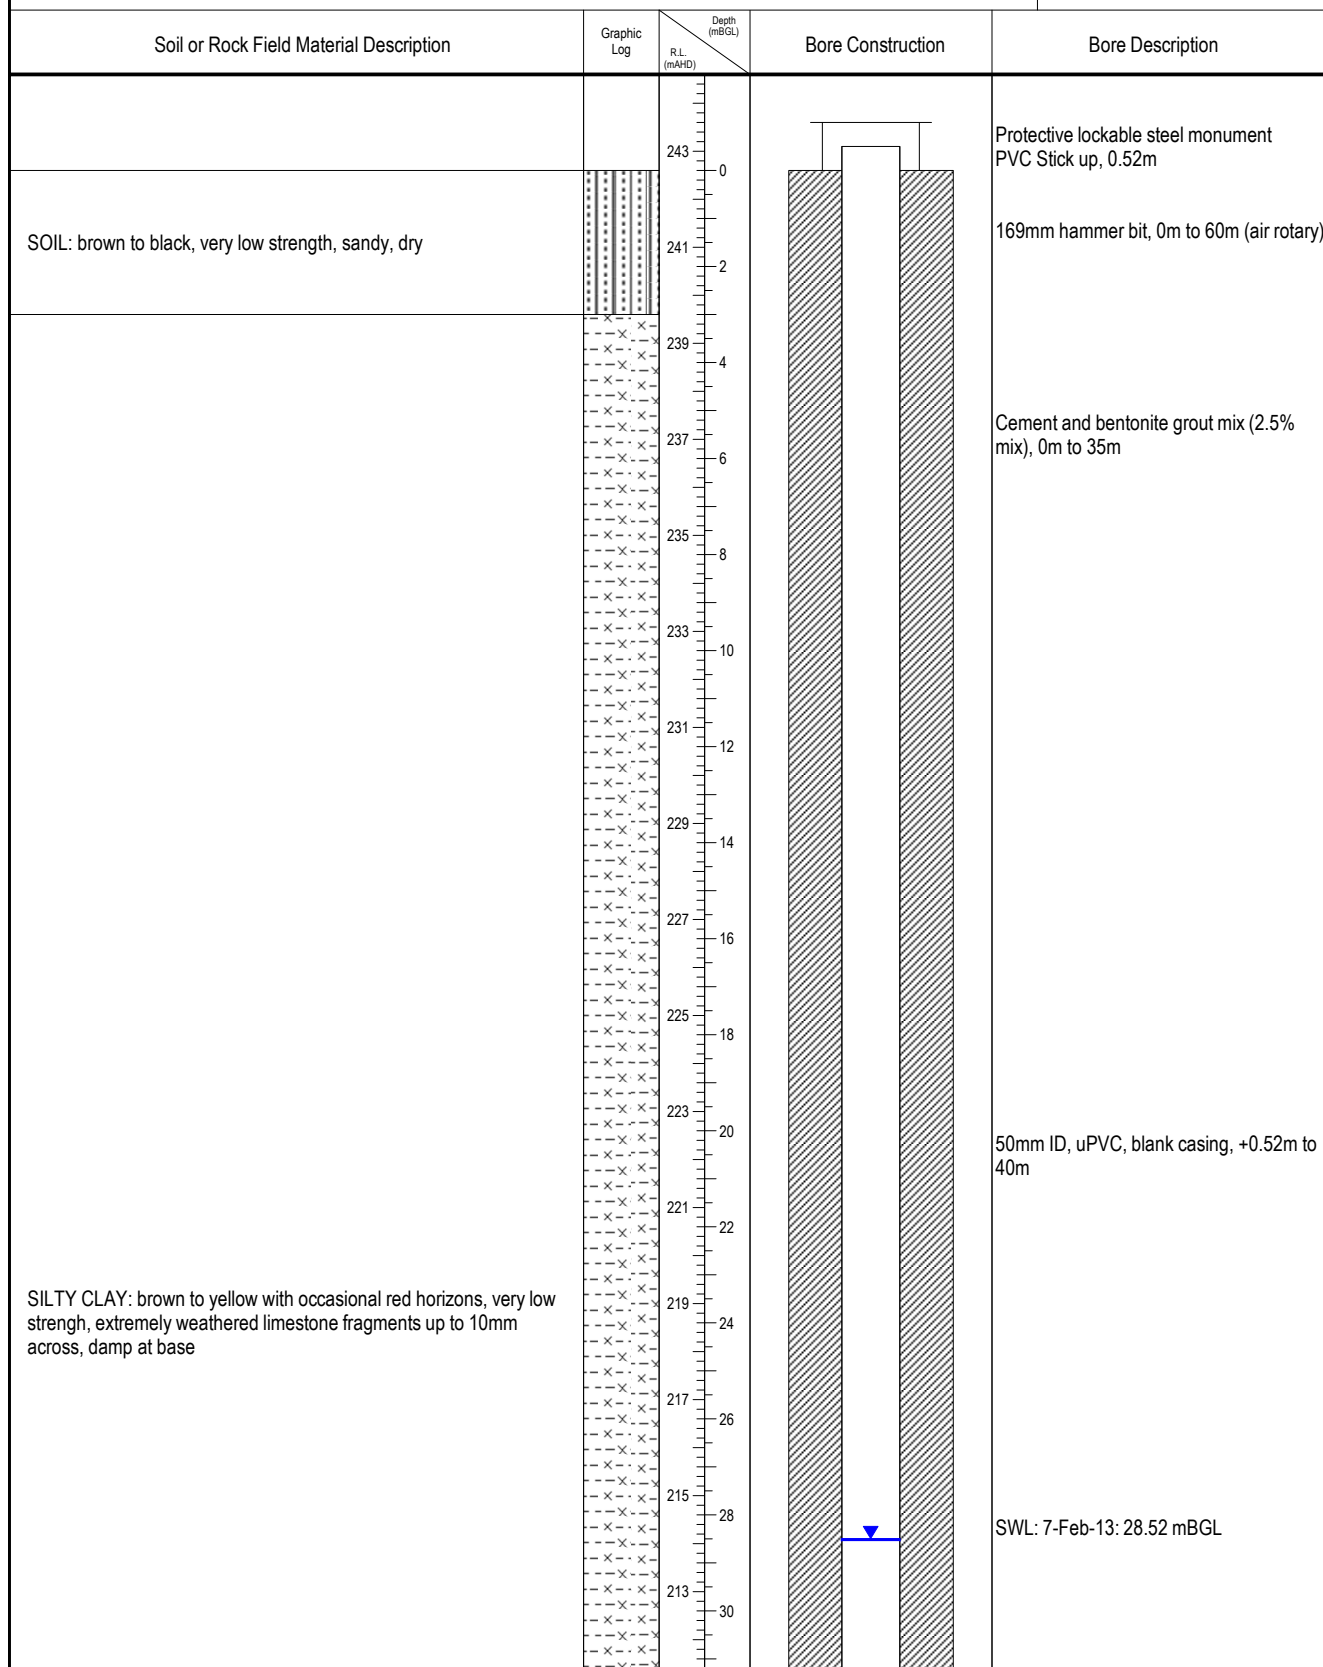 Soil or Rock Field Material Description
Graphic
Log
Depth
(mBGL)
R.L.
(mAHD)
Bore Construction
Bore Description
Protective lockable steel monument
PVC Stick up, 0.52m
243
0
169mm hammer bit, 0m to 60m (air rotary)
SOIL: brown to black, very low strength, sandy, dry
241
2
239
4
Cement and bentonite grout mix (2.5%
mix), 0m to 35m
237
6
235
8
233
10
231
12
229
14
227
16
225
18
223
20
50mm ID, uPVC, blank casing, +0.52m to
40m
221
22
SILTY CLAY: brown to yellow with occasional red horizons, very low
strengh, extremely weathered limestone fragments up to 10mm
across, damp at base
219
24
217
26
215
28
SWL: 7-Feb-13: 28.52 mBGL
213
30